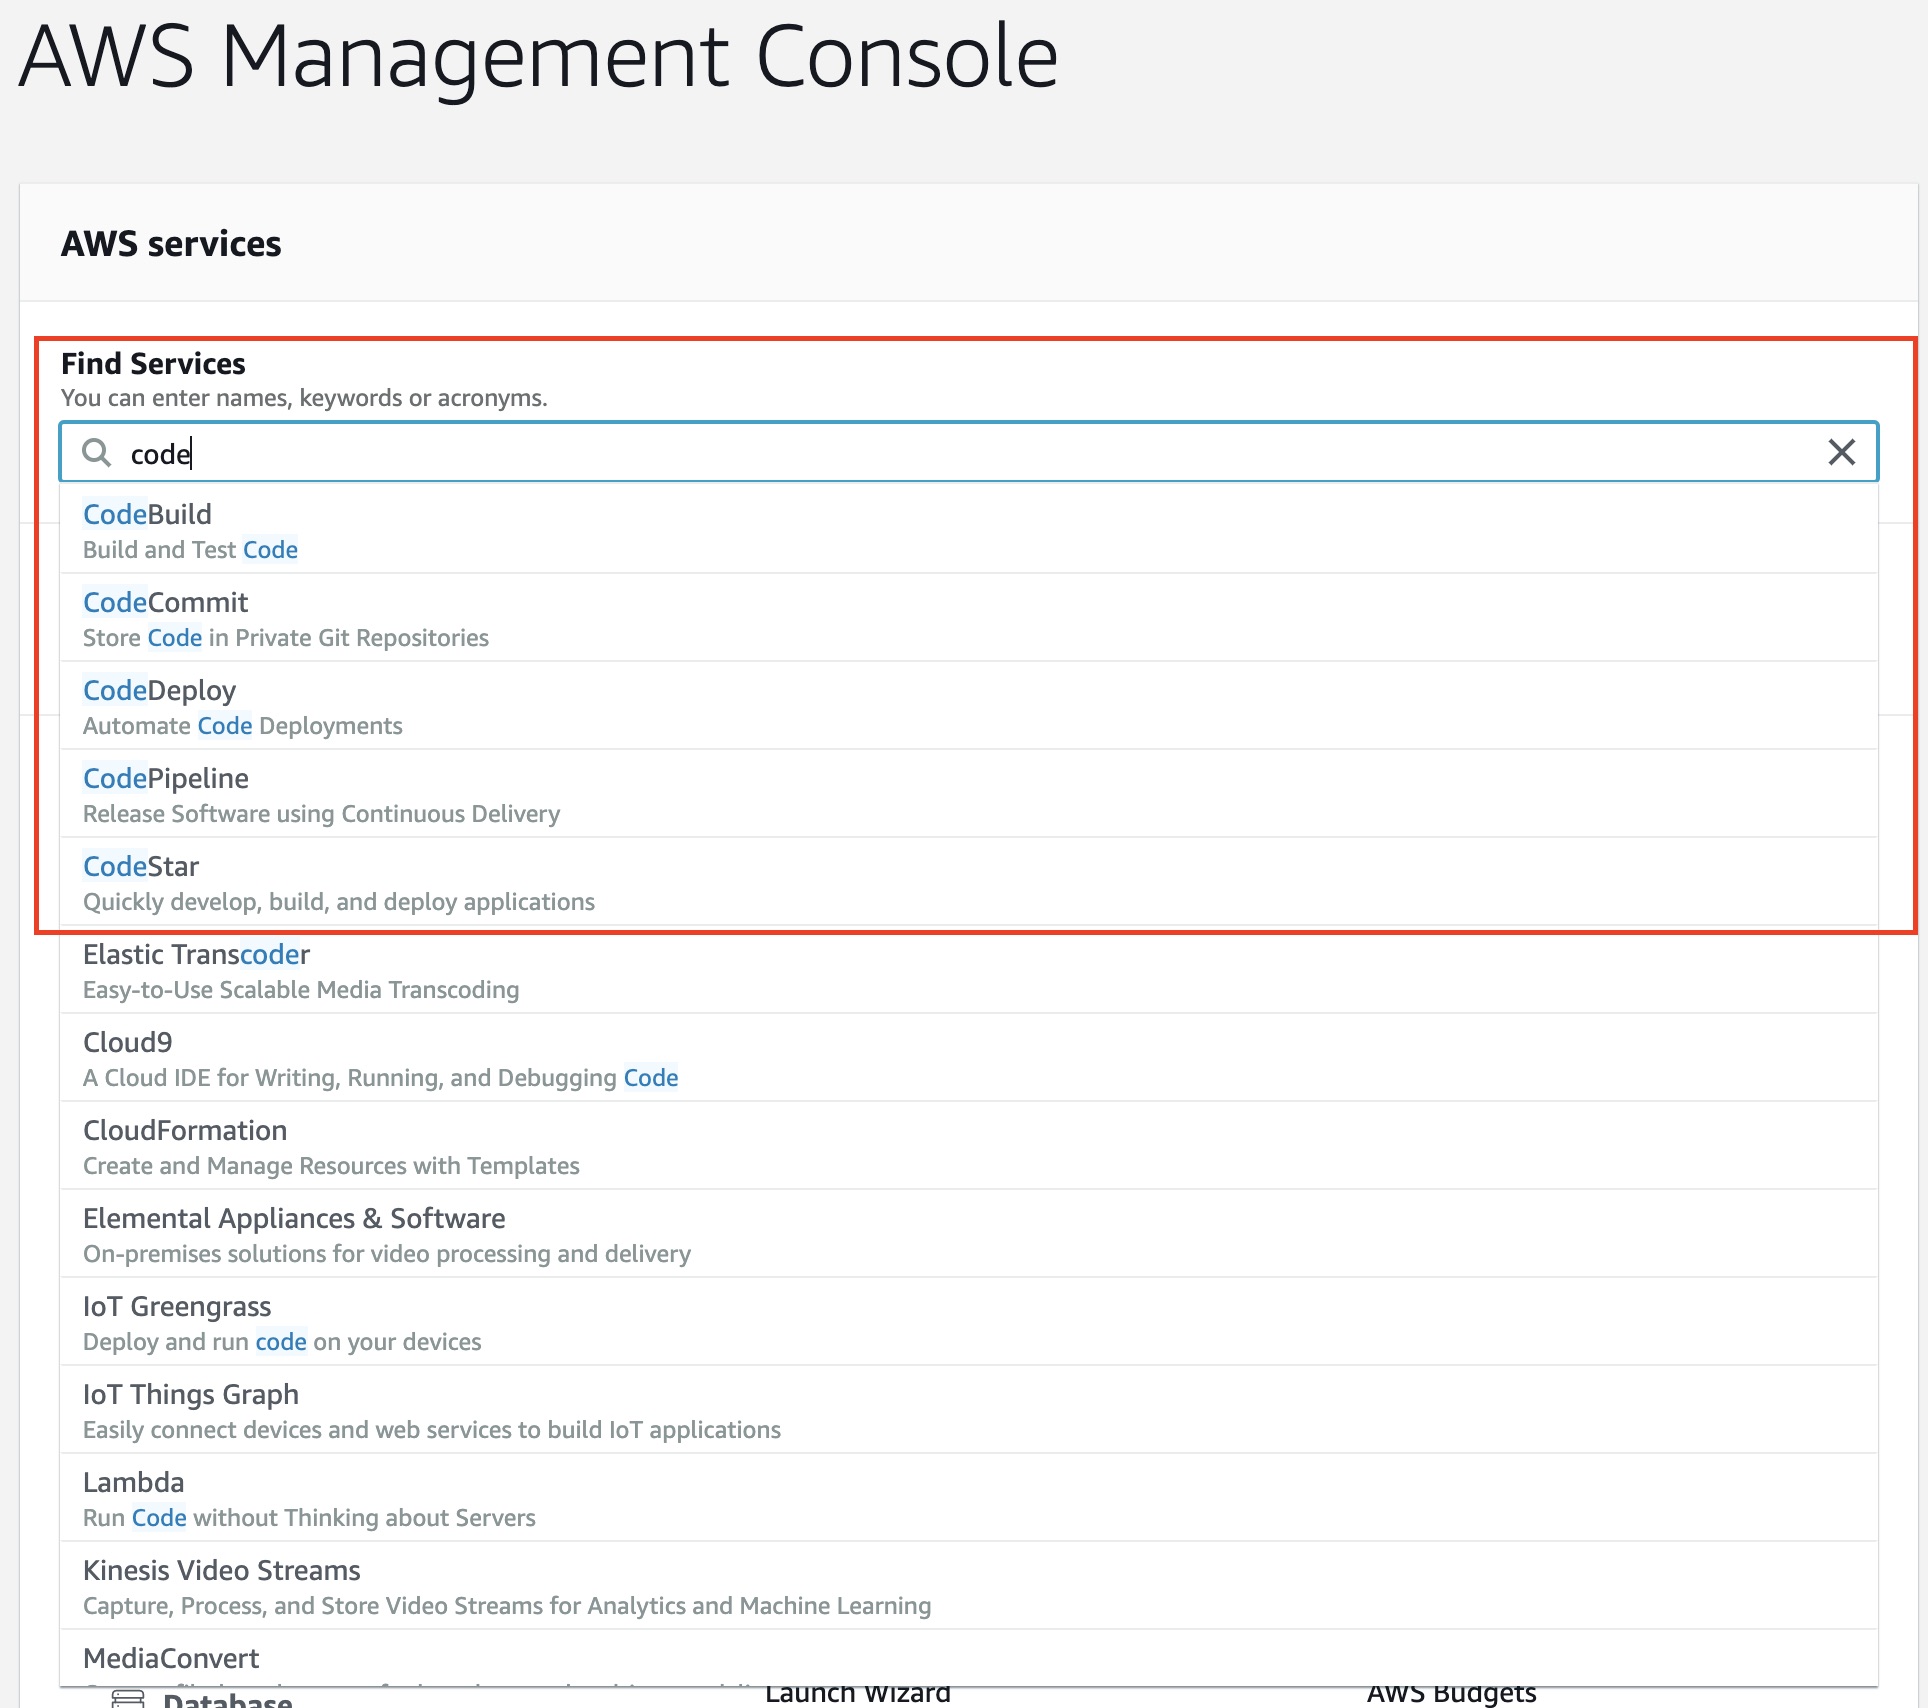 AWS Management Console
AWS services
Find Services
You can enter names, keywords or acronyms.
code
CodeBuild
Build and Test Code
CodeCommit
Store Code in Private Git Repositories
CodeDeploy
Automate Code Deployments
CodePipeline
Release Software using Continuous Delivery
CodeStar
Quickly develop, build, and deploy applications
Elastic Transcoder
Easy-to-Use Scalable Media Transcoding
Cloud9
A Cloud IDE for Writing, Running, and Debugging Code
CloudFormation
Create and Manage Resources with Templates
Elemental Appliances & Software
On-premises solutions for video processing and delivery
IoT Greengrass
Deploy and run code on your devices
IoT Things Graph
Easily connect devices and web services to build IoT applications
Lambda
Run Code without Thinking about Servers
Kinesis Video Streams
Capture, Process, and Store Video Streams for Analytics and Machine Learning
MediaConvert
Database
Launch Wizard
AWS Budgets